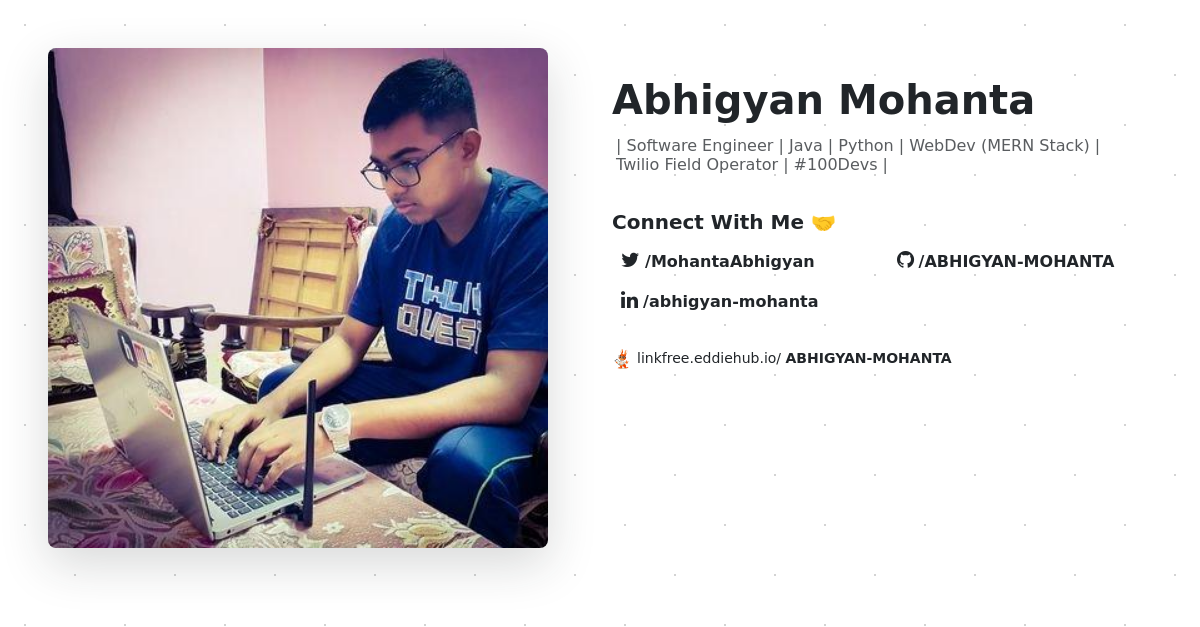 Abhigyan Mohanta
| Software Engineer | Java | Python | WebDev (MERN Stack) |
Twilio Field Operator | #100Devs |
Connect With Me 🤝
/MohantaAbhigyan
/ABHIGYAN-MOHANTA
/abhigyan-mohanta
linkfree.eddiehub.io/ ABHIGYAN-MOHANTA
QUEST